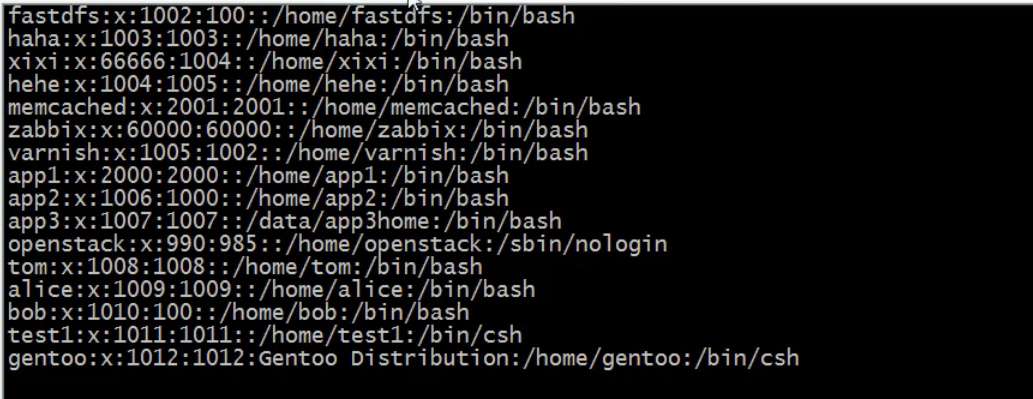 fastdfs:x:1002:100::/home/fastdfs:/bin/bash
haha:x:1003:1003::/home/haha:/bin/bash
xixi:x:66666:1004::/home/xixi:/bin/bash
hehe:x:1004:1005::/home/hehe:/bin/bash
memcached:x:2001:2001::/home/memcached:/bin/bash
zabbix:x:60000:60000::/home/zabbix:/bin/bash
varnish:x:1005:1002::/home/varnish:/bin/bash
app1:x:2000:2000::/home/app1:/bin/bash
app2:x:1006:1000::/home/app2:/bin/bash
app3:x:1007:1007::/data/app3home:/bin/bash
openstack:x:990:985::/home/openstack:/sbin/nologin
tom:x:1008:1008::/home/tom:/bin/bash
alice:x:1009:1009::/home/alice:/bin/bash
bob:x:1010:100::/home/bob:/bin/bash
test1:x:1011:1011::/home/test1:/bin/csh
gentoo:x:1012:1012:Gentoo Distribution:/home/gentoo:/bin/csh